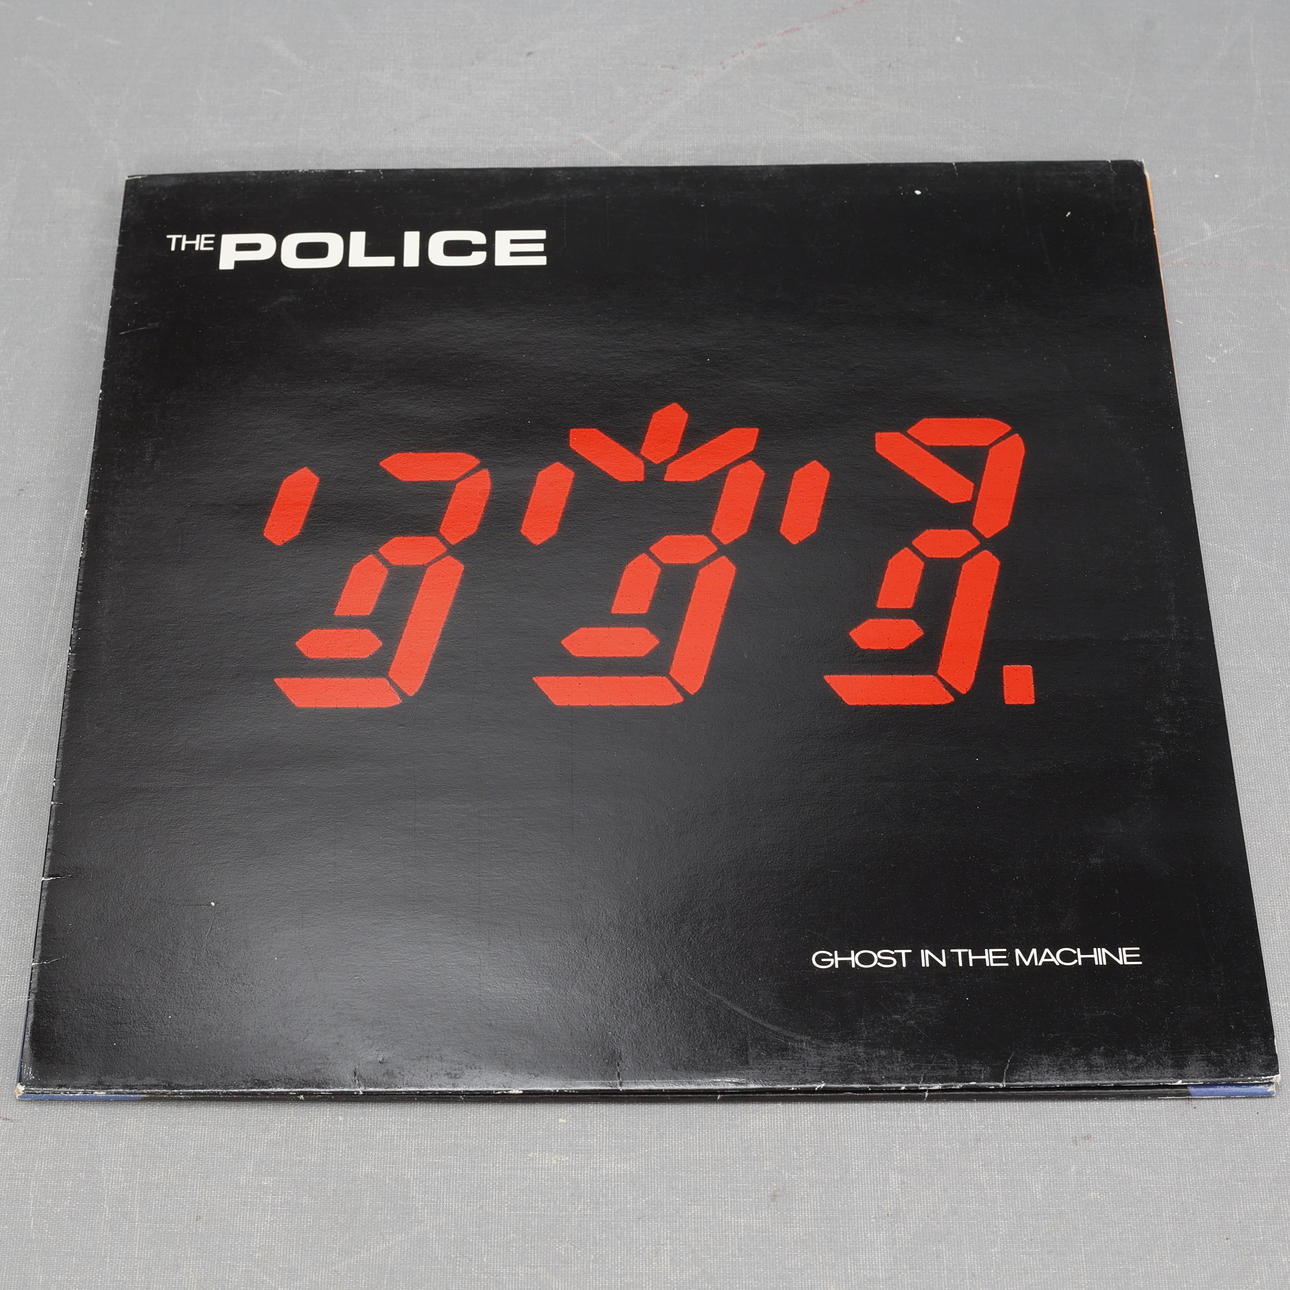 THE POLICE
GHOST IN THE MACHINE